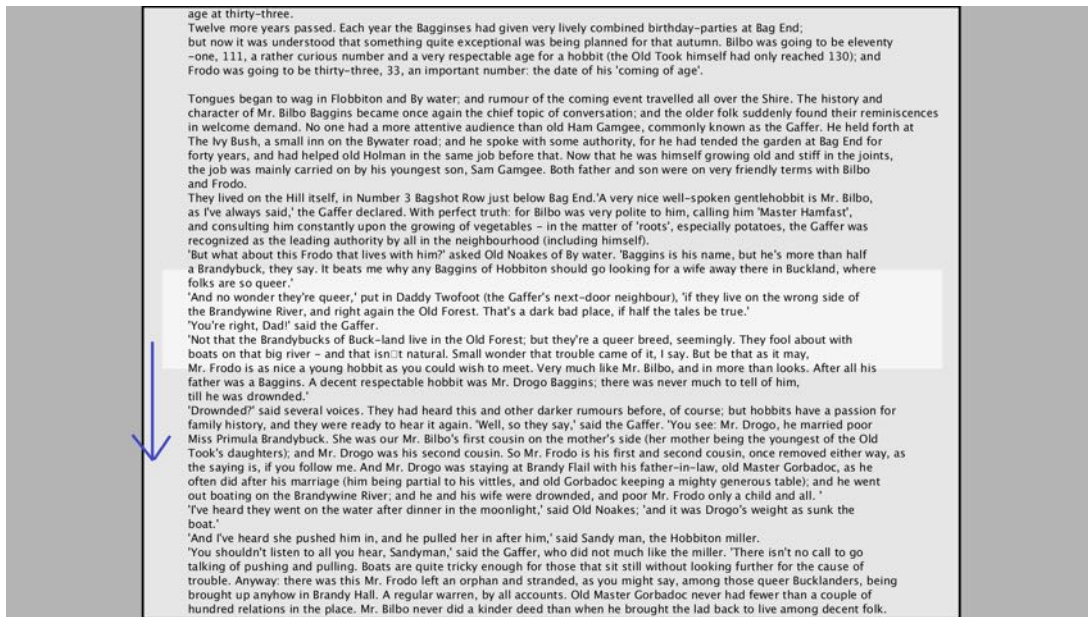 age at thirty-three.
Twelve more years passed. Each year the Bagginses had given very lively combined birthday-parties at Bag End;
but now it was understood that something quite exceptional was being planned for that autumn. Bilbo was going to be eleventy
-one, 111, a rather curious number and a very respectable age for a hobbit (the Old Took himself had only reached 130); and
Frodo was going to be thirty-three, 33, an important number: the date of his 'coming of age'.
Tongues began to wag in Flobbiton and By water; and rumour of the coming event travelled all over the Shire. The history and
character of Mr. Bilbo Baggins became once again the chief topic of conversation; and the older folk suddenly found their reminiscences
in welcome demand. No one had a more attentive audience than old Ham Gamgee, commonly known as the Gaffer. He held forth at
The Ivy Bush, a small inn on the Bywater road; and he spoke with some authority, for he had tended the garden at Bag End for
forty years, and had helped old Holman in the same job before that. Now that he was himself growing old and stiff in the joints,
the job was mainly carried on by his youngest son, Sam Gamgee. Both father and son were on very friendly terms with Bilbo
and Frodo.
They lived on the Hill itself, in Number 3 Bagshot Row just below Bag End.'A very nice well-spoken gentlehobbit is Mr. Bilbo,
as I've always said,' the Gaffer declared. With perfect truth: for Bilbo was very polite to him, calling him 'Master Hamfast',
and consulting him constantly upon the growing of vegetables - in the matter of 'roots', especially potatoes, the Gaffer was
recognized as the leading authority by all in the neighbourhood (including himself).
'But what about this Frodo that lives with him?' asked Old Noakes of By water. 'Baggins is his name, but he's more than half
a Brandybuck, they say. It beats me why any Baggins of Hobbiton should go looking for a wife away there in Buckland, where
folks are so queer.'
'And no wonder they're queer,' put in Daddy Twofoot (the Gaffer's next-door neighbour), 'if they live on the wrong side of
the Brandywine River, and right again the Old Forest. That's a dark bad place, if half the tales be true.'
'You're right, Dad!' said the Gaffer.
'Not that the Brandybucks of Buck-land live in the Old Forest; but they're a queer breed, seemingly. They fool about with
boats on that big river - and that isn□t natural. Small wonder that trouble came of it, I say. But be that as it may,
Mr. Frodo is as nice a young hobbit as you could wish to meet. Very much like Mr. Bilbo, and in more than looks. After all his
father was a Baggins. A decent respectable hobbit was Mr. Drogo Baggins; there was never much to tell of him,
till he was drownded.'
'Drownded?' said several voices. They had heard this and other darker rumours before, of course; but hobbits have a passion for
family history, and they were ready to hear it again. 'Well, so they say,' said the Gaffer. 'You see: Mr. Drogo, he married poor
Miss Primula Brandybuck. She was our Mr. Bilbo's first cousin on the mother's side (her mother being the youngest of the Old
Took's daughters); and Mr. Drogo was his second cousin. So Mr. Frodo is his first and second cousin, once removed either way, as
the saying is, if you follow me. And Mr. Drogo was staying at Brandy Flail with his father-in-law, old Master Gorbadoc, as he
often did after his marriage (him being partial to his vittles, and old Gorbadoc keeping a mighty generous table); and he went
out boating on the Brandywine River; and he and his wife were drownded, and poor Mr. Frodo only a child and all. '
'I've heard they went on the water after dinner in the moonlight,' said Old Noakes; 'and it was Drogo's weight as sunk the
boat.'
'And I've heard she pushed him in, and he pulled her in after him,' said Sandy man, the Hobbiton miller.
'You shouldn't listen to all you hear, Sandyman,' said the Gaffer, who did not much like the miller. 'There isn't no call to go
talking of pushing and pulling. Boats are quite tricky enough for those that sit still without looking further for the cause of
trouble. Anyway: there was this Mr. Frodo left an orphan and stranded, as you might say, among those queer Bucklanders, being
brought up anyhow in Brandy Hall. A regular warren, by all accounts. Old Master Gorbadoc never had fewer than a couple of
hundred relations in the place. Mr. Bilbo never did a kinder deed than when he brought the lad back to live among decent folk.